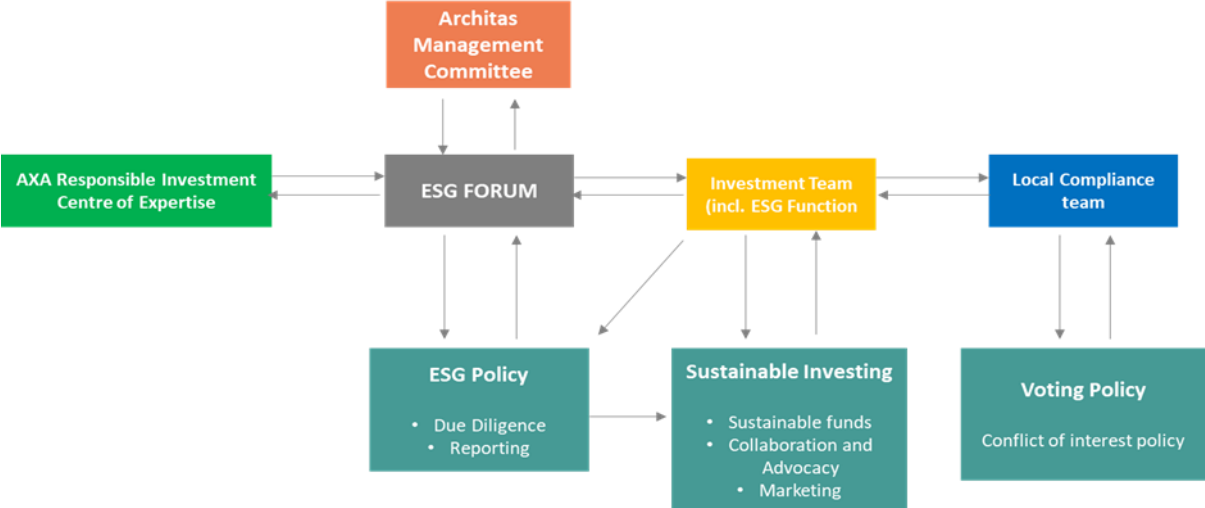 Architas
Management
Committee
AXA Responsible Investment
Centre of Expertise
ESG FORUM
Investment Team
(incl. ESG Function
Local Compliance
team
ESG Policy
• Due Diligence
• Reporting
Sustainable Investing
• Sustainable funds
• Collaboration and
Advocacy
• Marketing
Voting Policy
Conflict of interest policy